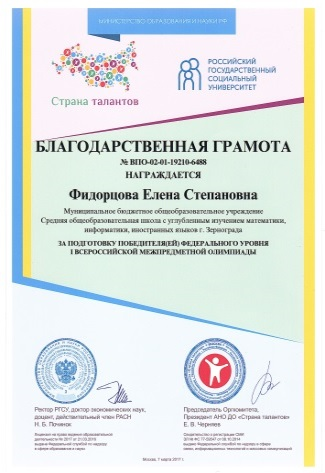 МИНИСТЕРСТВО ОБРАЗОВАНИЯ И НАУКИ РФ
Страна талантов
РОССИЙСКИЙ
ГОСУДАРСТВЕННЫЙ
СОЦИАЛЬНЫЙ
УНИВЕРСИТЕТ
БЛАГОДАРСТВЕННАЯ ГРАМОТА
№ ВПО-02-01-19210-6488
НАГРАЖДАЕТСЯ
Фидорцова Елена Степановна
Муниципальное бюджетное общеобразовательное учреждение
Средняя общеобразовательная школа с углубленным изучением математики,
информатики, иностранных языков г. Зернограда
ЗА ПОДГОТОВКУ ПОБЕДИТЕЛЯ(ЕЙ) ФЕДЕРАЛЬНОГО УРОВНЯ
I ВСЕРОССИЙСКОЙ МЕЖПРЕДМЕТНОЙ ОЛИМПИАДЫ
Ректор РГСУ, доктор экономических наук,
доцент, действительный член РАСН
Н. Б. Починок
Председатель Оргкомитета,
Президент АНО ДО «Страна талантов»
Е. В. Черняев
Москва, 7 марта 2017 г.